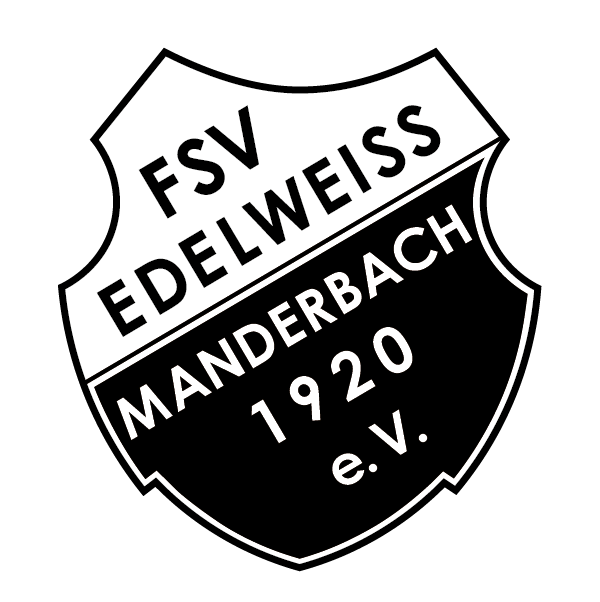 FSV
EDELWEISS
MANDERBACH
1920
e.V.